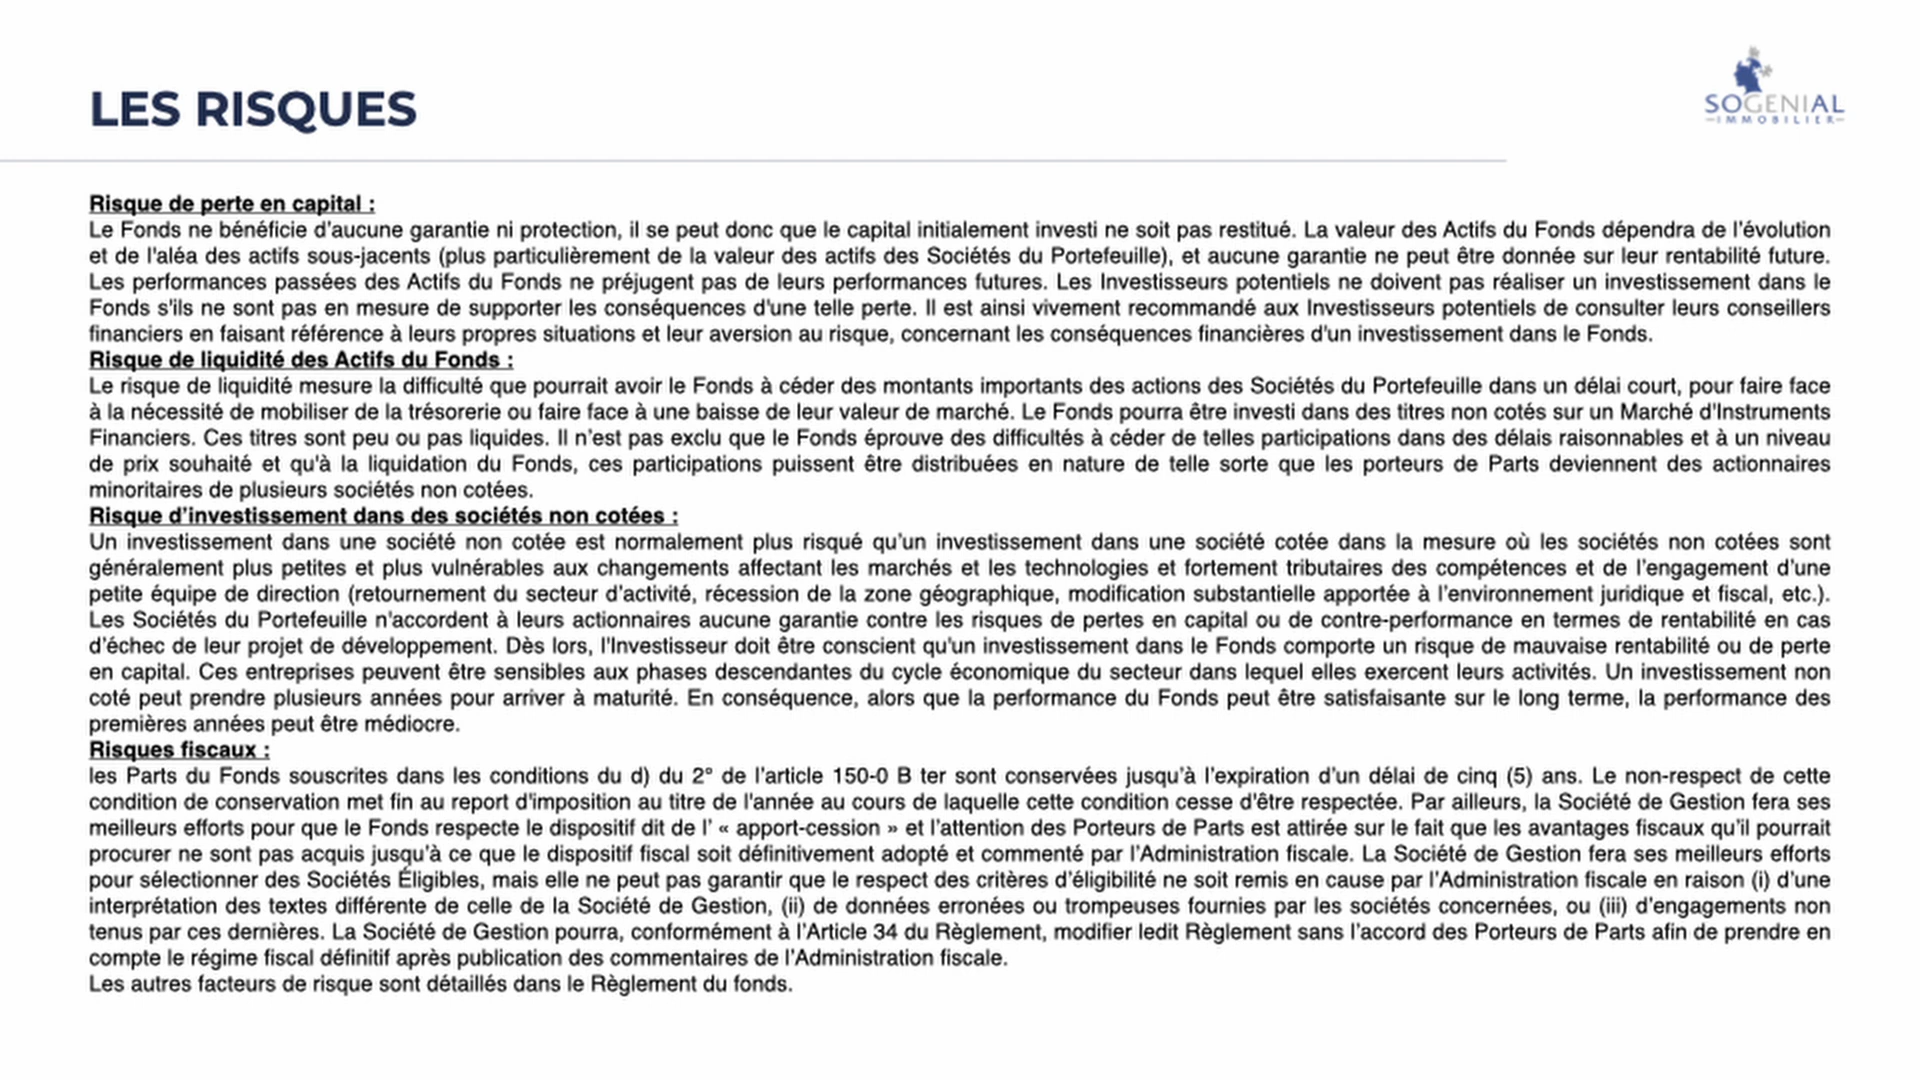 LES RISQUES
SOGENIAL
IMMOBILIER
Risque de perte en capital :
Le Fonds ne bénéficie d'aucune garantie ni protection, il se peut donc que le capital initialement investi ne soit pas restitué. La valeur des Actifs du Fonds dépendra de l'évolution
et de l'aléa des actifs sous-jacents (plus particulièrement de la valeur des actifs des Sociétés du Portefeuille), et aucune garantie ne peut être donnée sur leur rentabilité future.
Les performances passées des Actifs du Fonds ne préjugent pas de leurs performances futures. Les Investisseurs potentiels ne doivent pas réaliser un investissement dans le
Fonds s'ils ne sont pas en mesure de supporter les conséquences d'une telle perte. Il est ainsi vivement recommandé aux Investisseurs potentiels de consulter leurs conseillers
financiers en faisant référence à leurs propres situations et leur aversion au risque, concernant les conséquences financières d'un investissement dans le Fonds.
Risque de liquidité des Actifs du Fonds :
Le risque de liquidité mesure la difficulté que pourrait avoir le Fonds à céder des montants importants des actions des Sociétés du Portefeuille dans un délai court, pour faire face
à la nécessité de mobiliser de la trésorerie ou faire face à une baisse de leur valeur de marché. Le Fonds pourra être investi dans des titres non cotés sur un Marché d'Instruments
Financiers. Ces titres sont peu ou pas liquides. Il n'est pas exclu que le Fonds éprouve des difficultés à céder de telles participations dans des délais raisonnables et à un niveau
de prix souhaité et qu'à la liquidation du Fonds, ces participations puissent être distribuées en nature de telle sorte que les porteurs de Parts deviennent des actionnaires
minoritaires de plusieurs sociétés non cotées.
Risque d'investissement dans des sociétés non cotées :
Un investissement dans une société non cotée est normalement plus risqué qu'un investissement dans une société cotée dans la mesure où les sociétés non cotées sont
généralement plus petites et plus vulnérables aux changements affectant les marchés et les technologies et fortement tributaires des compétences et de l'engagement d'une
petite équipe de direction (retournement du secteur d'activité, récession de la zone géographique, modification substantielle apportée à l'environnement juridique et fiscal, etc.).
Les Sociétés du Portefeuille n'accordent à leurs actionnaires aucune garantie contre les risques de pertes en capital ou de contre-performance en termes de rentabilité en cas
d'échec de leur projet de développement. Dès lors, l'Investisseur doit être conscient qu'un investissement dans le Fonds comporte un risque de mauvaise rentabilité ou de perte
en capital. Ces entreprises peuvent être sensibles aux phases descendantes du cycle économique du secteur dans lequel elles exercent leurs activités. Un investissement non
coté peut prendre plusieurs années pour arriver à maturité. En conséquence, alors que la performance du Fonds peut être satisfaisante sur le long terme, la performance des
premières années peut être médiocre.
Risques fiscaux :
les Parts du Fonds souscrites dans les conditions du d) du 2° de l'article 150-0 B ter sont conservées jusqu'à l'expiration d'un délai de cinq (5) ans. Le non-respect de cette
condition de conservation met fin au report d'imposition au titre de l'année au cours de laquelle cette condition cesse d'être respectée. Par ailleurs, la Société de Gestion fera ses
meilleurs efforts pour que le Fonds respecte le dispositif dit de l' « apport-cession » et l'attention des Porteurs de Parts est attirée sur le fait que les avantages fiscaux qu'il pourrait
procurer ne sont pas acquis jusqu'à ce que le dispositif fiscal soit définitivement adopté et commenté par l'Administration fiscale. La Société de Gestion fera ses meilleurs efforts
pour sélectionner des Sociétés Éligibles, mais elle ne peut pas garantir que le respect des critères d'éligibilité ne soit remis en cause par l'Administration fiscale en raison (i) d'une
interprétation des textes différente de celle de la Société de Gestion, (ii) de données erronées ou trompeuses fournies par les sociétés concernées, ou (iii) d'engagements non
tenus par ces dernières. La Société de Gestion pourra, conformément à l'Article 34 du Règlement, modifier ledit Règlement sans l'accord des Porteurs de Parts afin de prendre en
compte le régime fiscal définitif après publication des commentaires de l'Administration fiscale.
Les autres facteurs de risque sont détaillés dans le Règlement du fonds.